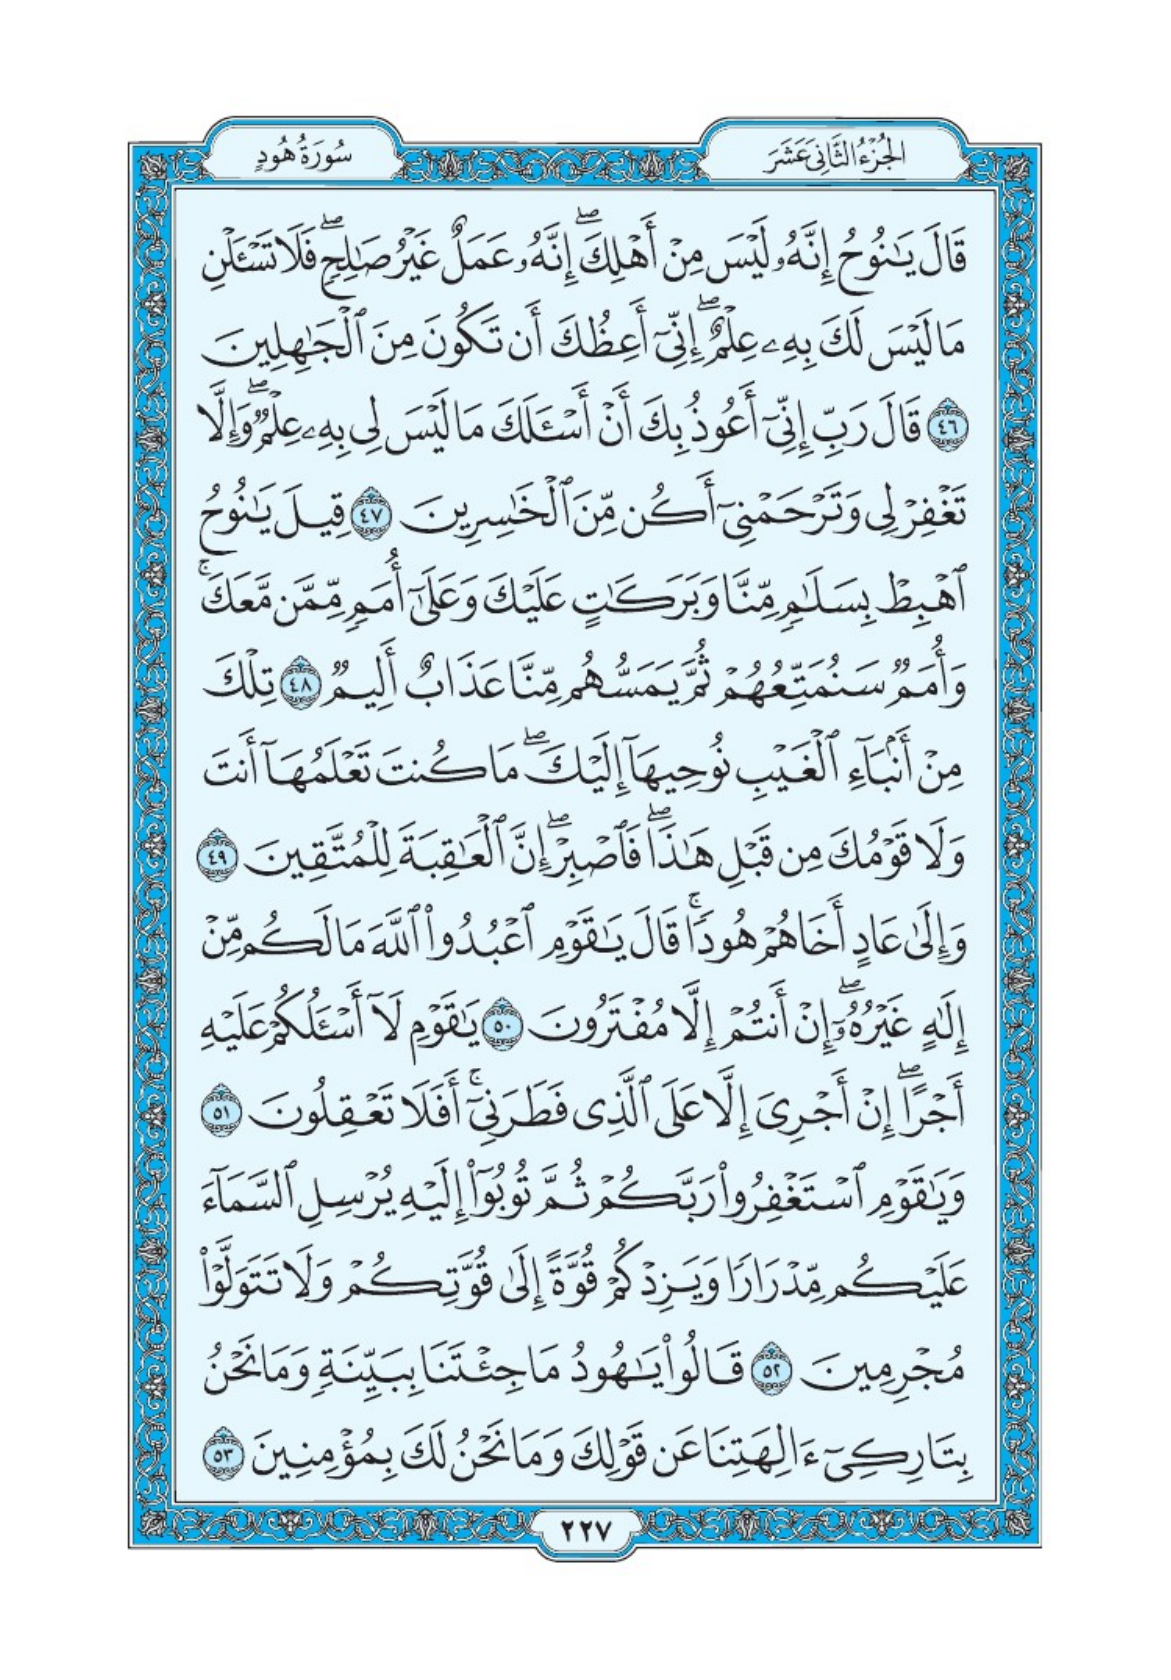 الجُزْءُ الثَّانِي عَشَرَ
سُورَةُ هُودٍ
قَالَ يَٰنُوحُ إِنَّهُۥ لَيْسَ مِنْ أَهْلِكَۖ إِنَّهُۥ عَمَلٌ غَيْرُ صَٰلِحٖۖ فَلَا تَسْـَٔلْنِ
مَا لَيْسَ لَكَ بِهِۦ عِلْمٌۖ إِنِّيٓ أَعِظُكَ أَن تَكُونَ مِنَ ٱلْجَٰهِلِينَ
٤٦ قَالَ رَبِّ إِنِّيٓ أَعُوذُ بِكَ أَنْ أَسْـَٔلَكَ مَا لَيْسَ لِي بِهِۦ عِلْمٌۖ وَإِلَّا
تَغْفِرْ لِي وَتَرْحَمْنِيٓ أَكُن مِّنَ ٱلْخَٰسِرِينَ ٤٧ قِيلَ يَٰنُوحُ
ٱهْبِطْ بِسَلَٰمٖ مِّنَّا وَبَرَكَٰتٍ عَلَيْكَ وَعَلَىٰٓ أُمَمٖ مِّمَّن مَّعَكَۚ
وَأُمَمٌ سَنُمَتِّعُهُمْ ثُمَّ يَمَسُّهُم مِّنَّا عَذَابٌ أَلِيمٌ ٤٨ تِلْكَ
مِنْ أَنۢبَآءِ ٱلْغَيْبِ نُوحِيهَآ إِلَيْكَۖ مَا كُنتَ تَعْلَمُهَآ أَنتَ
وَلَا قَوْمُكَ مِن قَبْلِ هَٰذَاۖ فَٱصْبِرْۖ إِنَّ ٱلْعَٰقِبَةَ لِلْمُتَّقِينَ ٤٩
وَإِلَىٰ عَادٍ أَخَاهُمْ هُودٗاۚ قَالَ يَٰقَوْمِ ٱعْبُدُواْ ٱللَّهَ مَا لَكُم مِّنْ
إِلَٰهٍ غَيْرُهُۥٓۖ إِنْ أَنتُمْ إِلَّا مُفْتَرُونَ ٥٠ يَٰقَوْمِ لَآ أَسْـَٔلُكُمْ عَلَيْهِ
أَجْرًاۖ إِنْ أَجْرِيَ إِلَّا عَلَى ٱلَّذِي فَطَرَنِيٓۚ أَفَلَا تَعْقِلُونَ ٥١
وَيَٰقَوْمِ ٱسْتَغْفِرُواْ رَبَّكُمْ ثُمَّ تُوبُوٓاْ إِلَيْهِ يُرْسِلِ ٱلسَّمَآءَ
عَلَيْكُم مِّدْرَارٗا وَيَزِدْكُمْ قُوَّةً إِلَىٰ قُوَّتِكُمْ وَلَا تَتَوَلَّوْاْ
مُجْرِمِينَ ٥٢ قَالُواْ يَٰهُودُ مَا جِئْتَنَا بِبَيِّنَةٖ وَمَا نَحْنُ
بِتَارِكِيٓ ءَالِهَتِنَا عَن قَوْلِكَ وَمَا نَحْنُ لَكَ بِمُؤْمِنِينَ ٥٣
٢٢٧